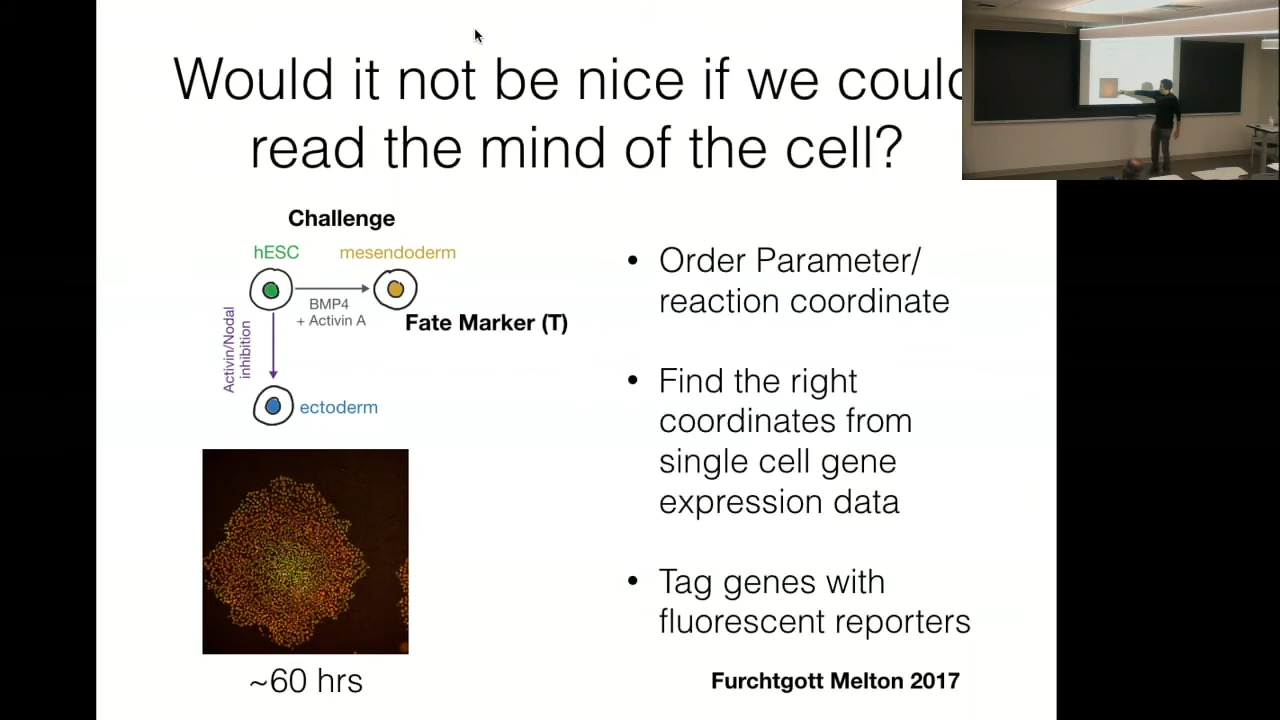 Would it not be nice if we could
read the mind of the cell?
Challenge
hESC
mesendoderm
BMP4
+ Activin A
Fate Marker (T)
Activin/Nodal
inhibition
ectoderm
~60 hrs
• Order Parameter/
reaction coordinate
• Find the right
coordinates from
single cell gene
expression data
• Tag genes with
fluorescent reporters
Furchtgott Melton 2017